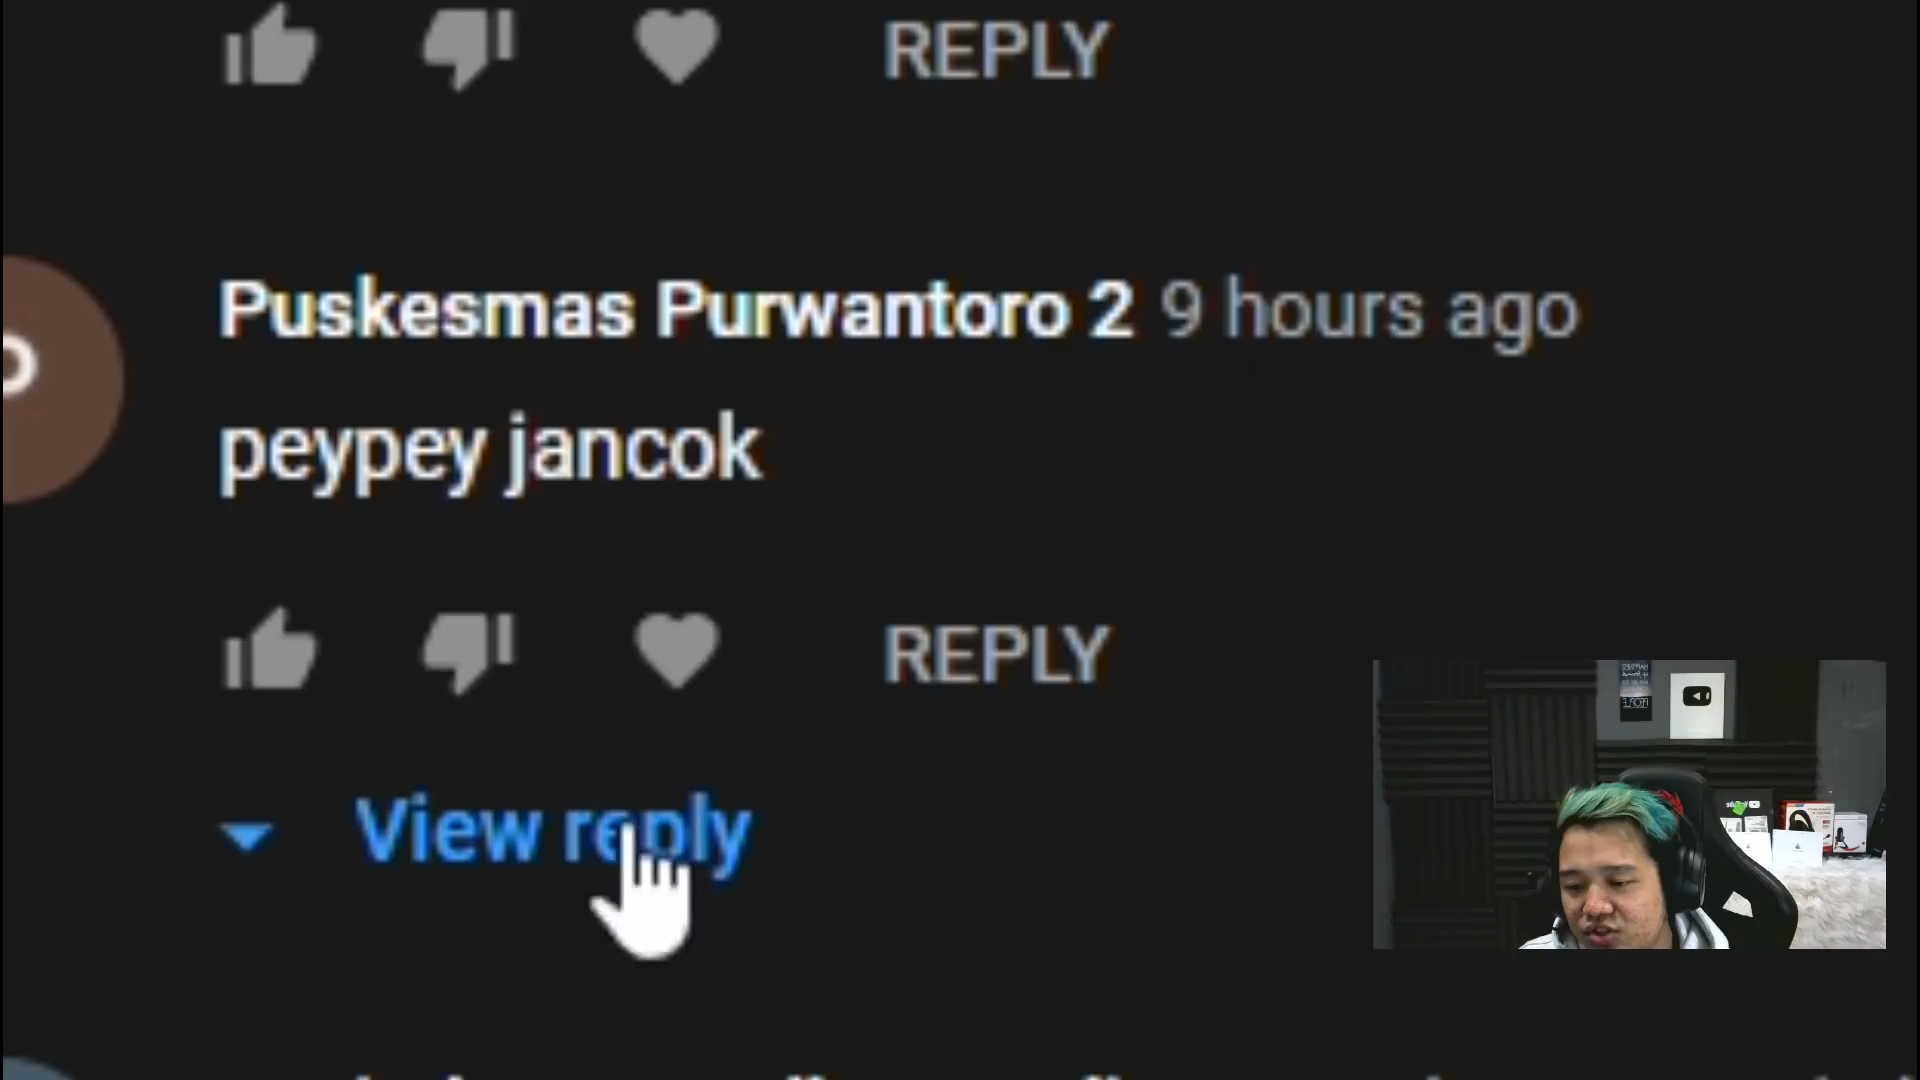 REPLY
Puskesmas Purwantoro 2 9 hours ago
peypey jancok
REPLY
View reply